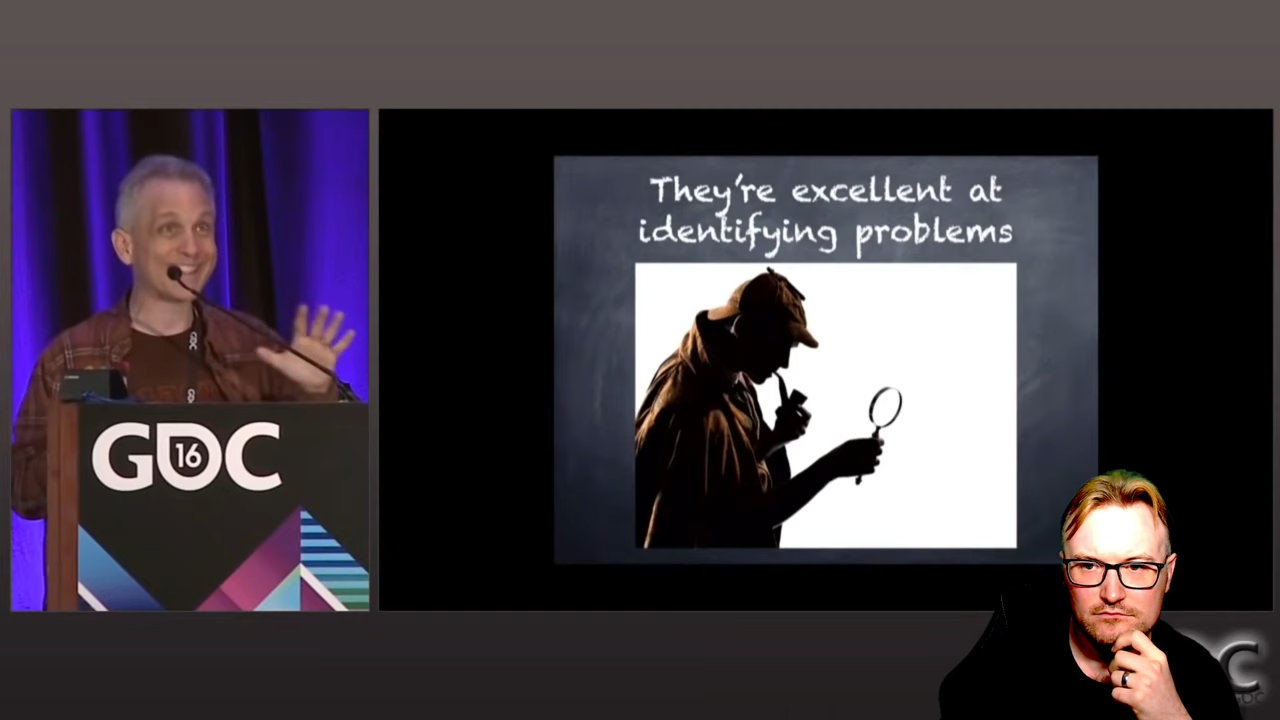 They're excellent at
identifying problems
GDC
16